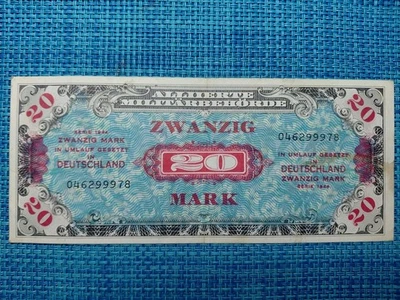 ALLIIERTE
MILITÄRBEHÖRDE
20
20
SERIE 1944
ZWANZIG MARK
IN UMLAUF GESETZT
IN
DEUTSCHLAND
046299978
ZWANZIG
20
MARK
046299978
IN UMLAUF GESETZT
IN
DEUTSCHLAND
ZWANZIG MARK
SERIE 1944
20
20